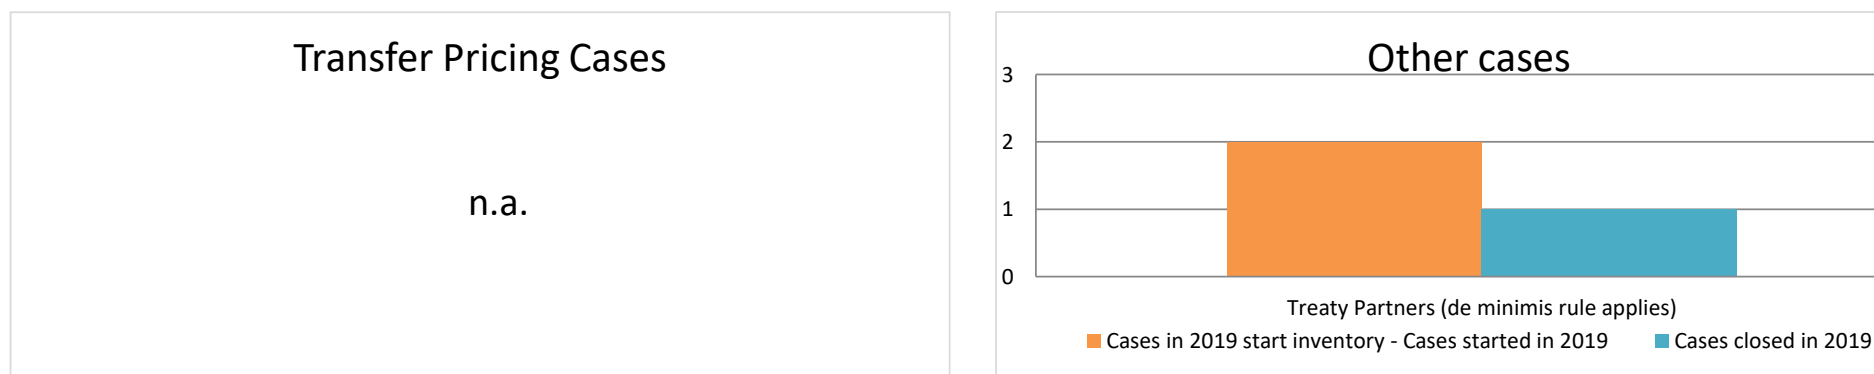 Transfer Pricing Cases
n.a.
Other cases
3
2
1
0
Treaty Partners (de minimis rule applies)
Cases in 2019 start inventory - Cases started in 2019
Cases closed in 2019